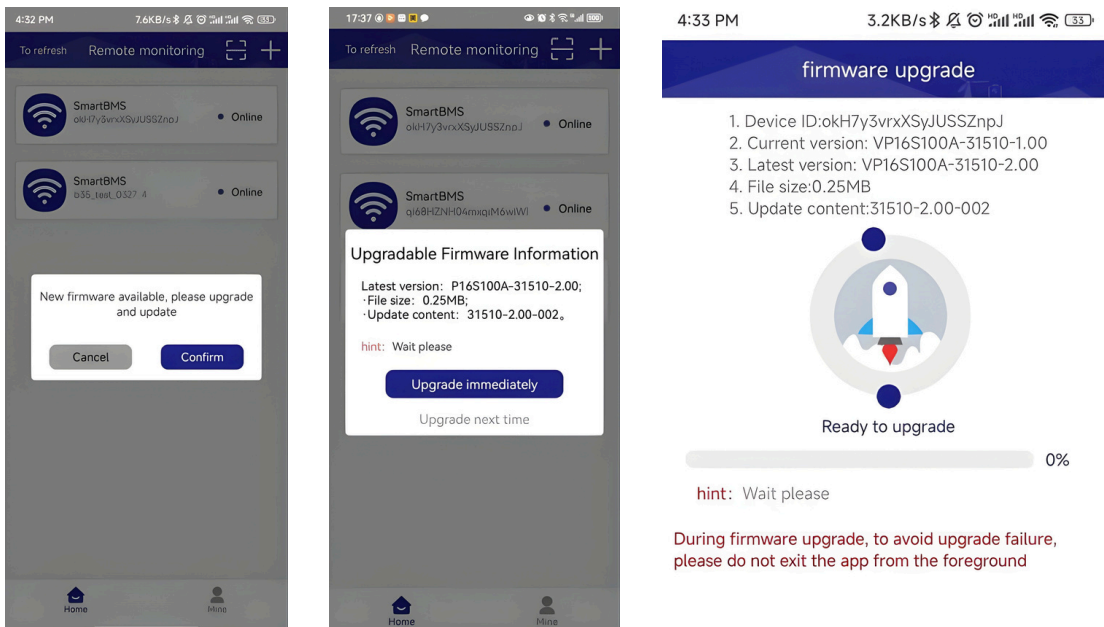 4:32 PM 7.6KB/s 33
To refresh Remote monitoring
SmartBMS
okH7y3vrxXSyJUSSZnpJ
Online
SmartBMS
b35_test_0327_4
Online
New firmware available, please upgrade
and update
Cancel Confirm
Home Mine
17:37 100
To refresh Remote monitoring
SmartBMS
okH7y3vrxXSyJUSSZnpJ
Online
SmartBMS
Online
Upgradable Firmware Information
Latest version: P16S100A-31510-2.00;
·File size: 0.25MB;
·Update content: 31510-2.00-002。
hint: Wait please
Upgrade immediately
Upgrade next time
Home Mine
4:33 PM 3.2KB/s HD HD 33
firmware upgrade
1. Device ID:okH7y3vrxXSyJUSSZnpJ
2. Current version: VP16S100A-31510-1.00
3. Latest version: VP16S100A-31510-2.00
4. File size:0.25MB
5. Update content:31510-2.00-002
Ready to upgrade
0%
hint: Wait please
During firmware upgrade, to avoid upgrade failure,
please do not exit the app from the foreground